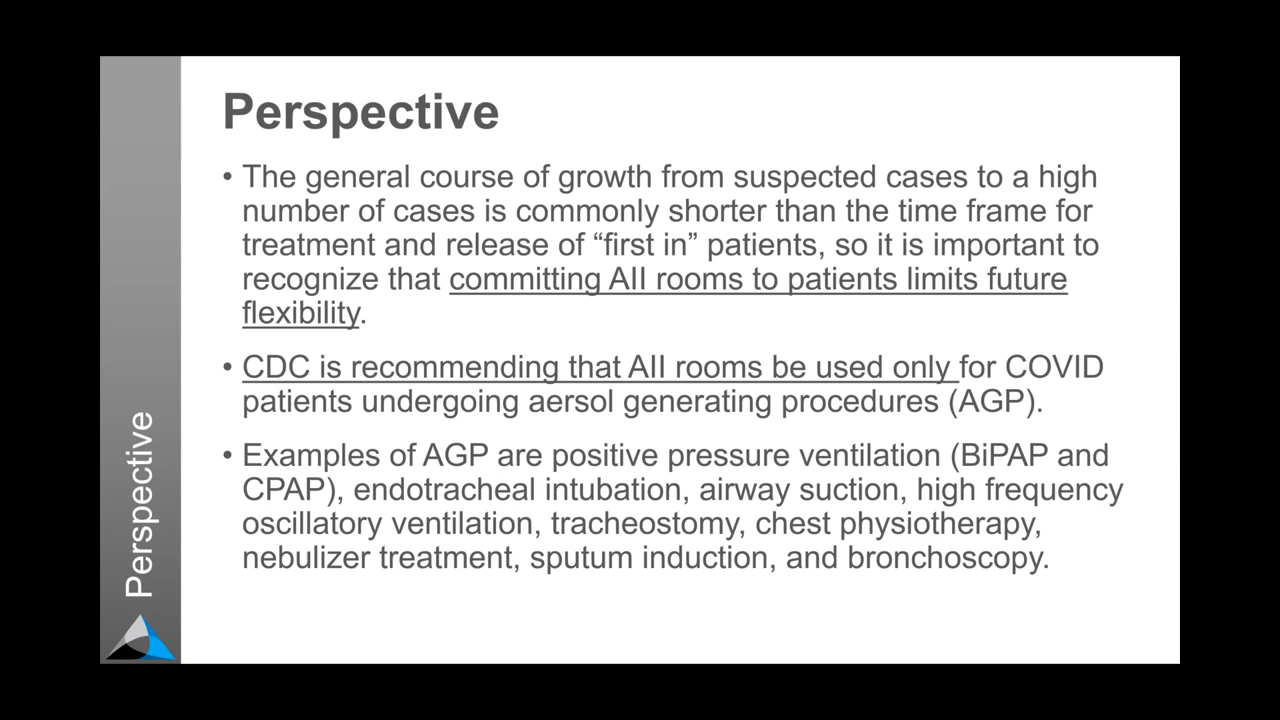 Perspective
• The general course of growth from suspected cases to a high
number of cases is commonly shorter than the time frame for
treatment and release of “first in” patients, so it is important to
recognize that committing AII rooms to patients limits future
flexibility.
• CDC is recommending that AII rooms be used only for COVID
patients undergoing aersol generating procedures (AGP).
• Examples of AGP are positive pressure ventilation (BiPAP and
CPAP), endotracheal intubation, airway suction, high frequency
oscillatory ventilation, tracheostomy, chest physiotherapy,
nebulizer treatment, sputum induction, and bronchoscopy.
Perspective